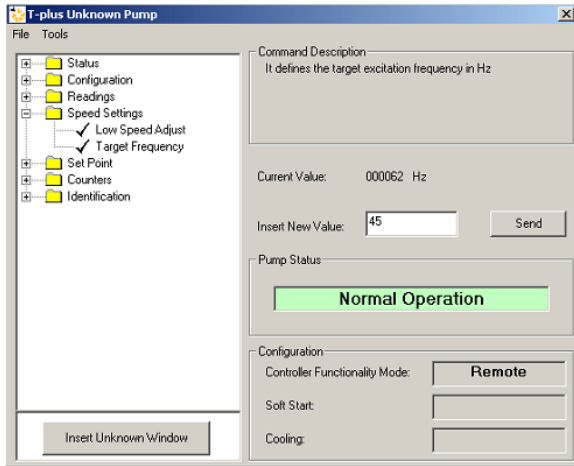 T-plus Unknown Pump
File Tools
Status
Configuration
Readings
Speed Settings
Low Speed Adjust
Target Frequency
Set Point
Counters
Identification
Insert Unknown Window
Command Description
It defines the target excitation frequency in Hz
Current Value: 000062 Hz
Insert New Value: 45 Send
Pump Status
Normal Operation
Configuration
Controller Functionality Mode: Remote
Soft Start:
Cooling: